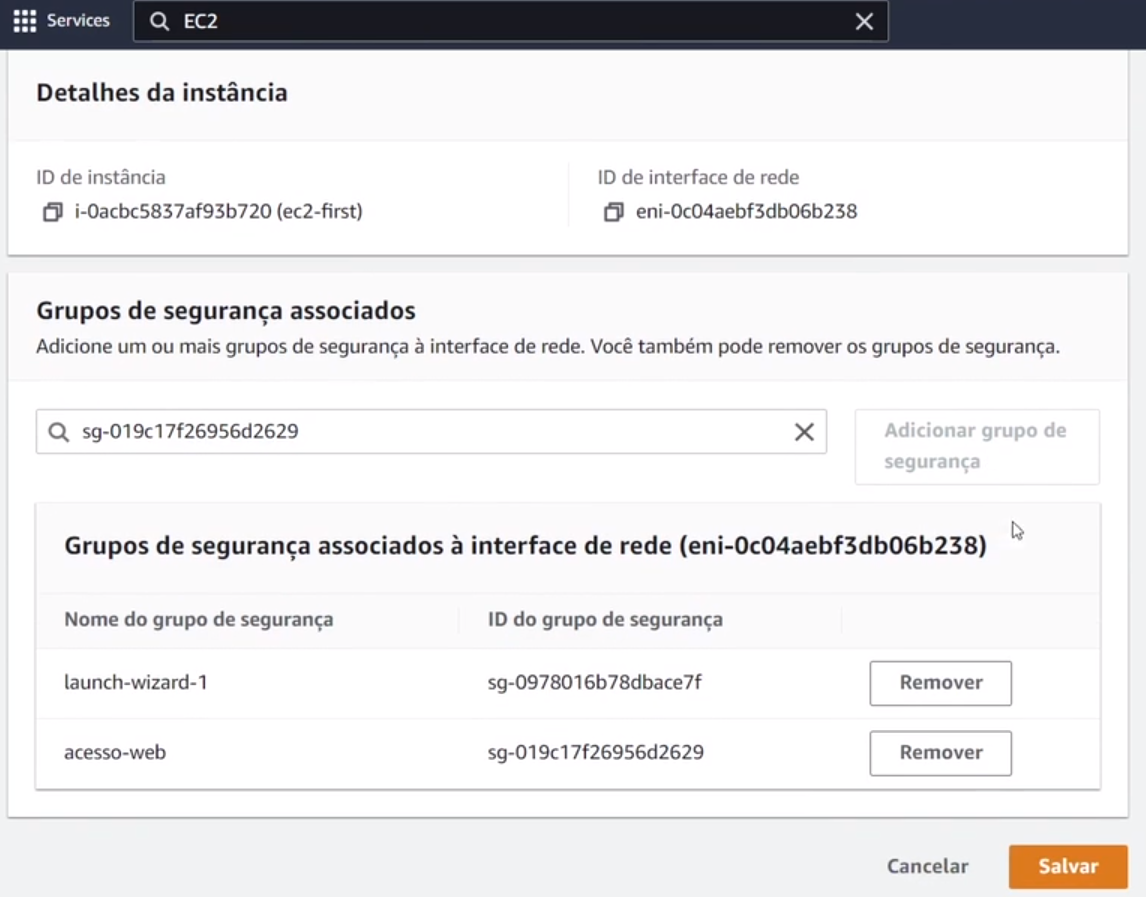 Services
EC2
Detalhes da instância
ID de instância
ID de interface de rede
i-0acbc5837af93b720 (ec2-first)
eni-0c04aebf3db06b238
Grupos de segurança associados
Adicione um ou mais grupos de segurança à interface de rede. Você também pode remover os grupos de segurança.
sg-019c17f26956d2629
Adicionar grupo de
segurança
Grupos de segurança associados à interface de rede (eni-0c04aebf3db06b238)
Nome do grupo de segurança
ID do grupo de segurança
launch-wizard-1
sg-0978016b78dbace7f
Remover
acesso-web
sg-019c17f26956d2629
Remover
Cancelar
Salvar